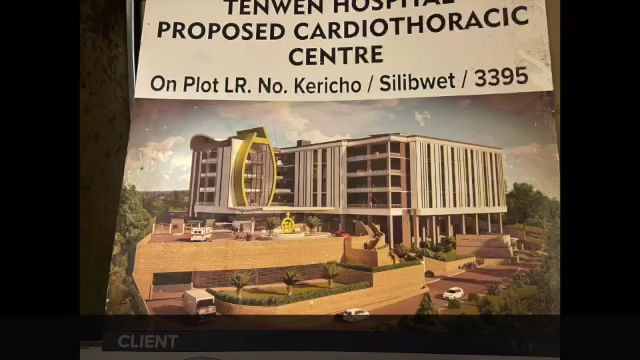 TENWEN HOSPITAL
PROPOSED CARDIOTHORACIC
CENTRE
On Plot LR. No. Kericho / Silibwet / 3395
CLIENT